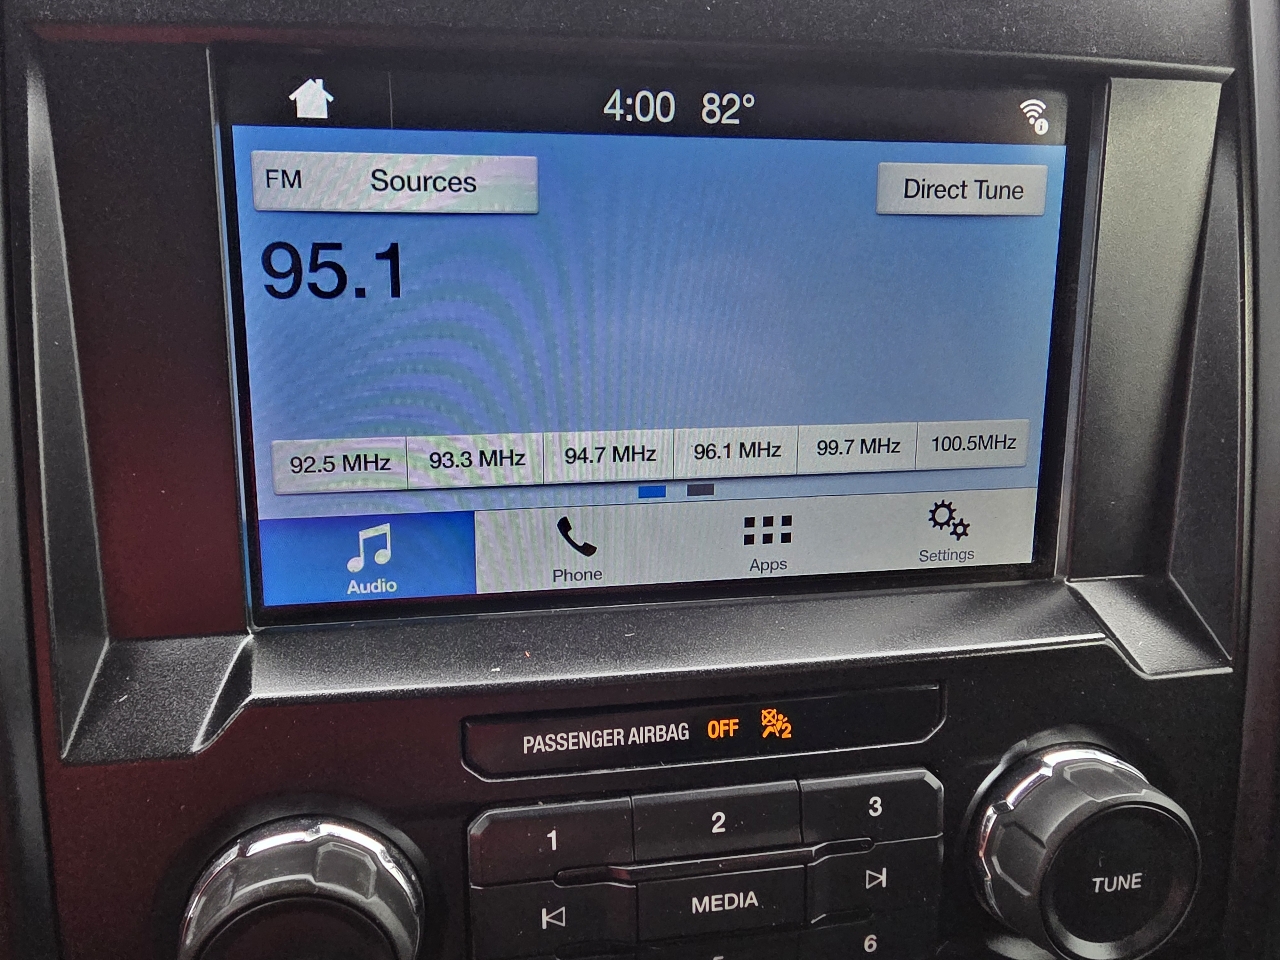 4:00 82°
FM Sources Direct Tune
95.1
92.5 MHz 93.3 MHz 94.7 MHz 96.1 MHz 99.7 MHz 100.5MHz
Audio Phone Apps Settings
PASSENGER AIRBAG OFF 2
1 2 3
MEDIA
TUNE
6